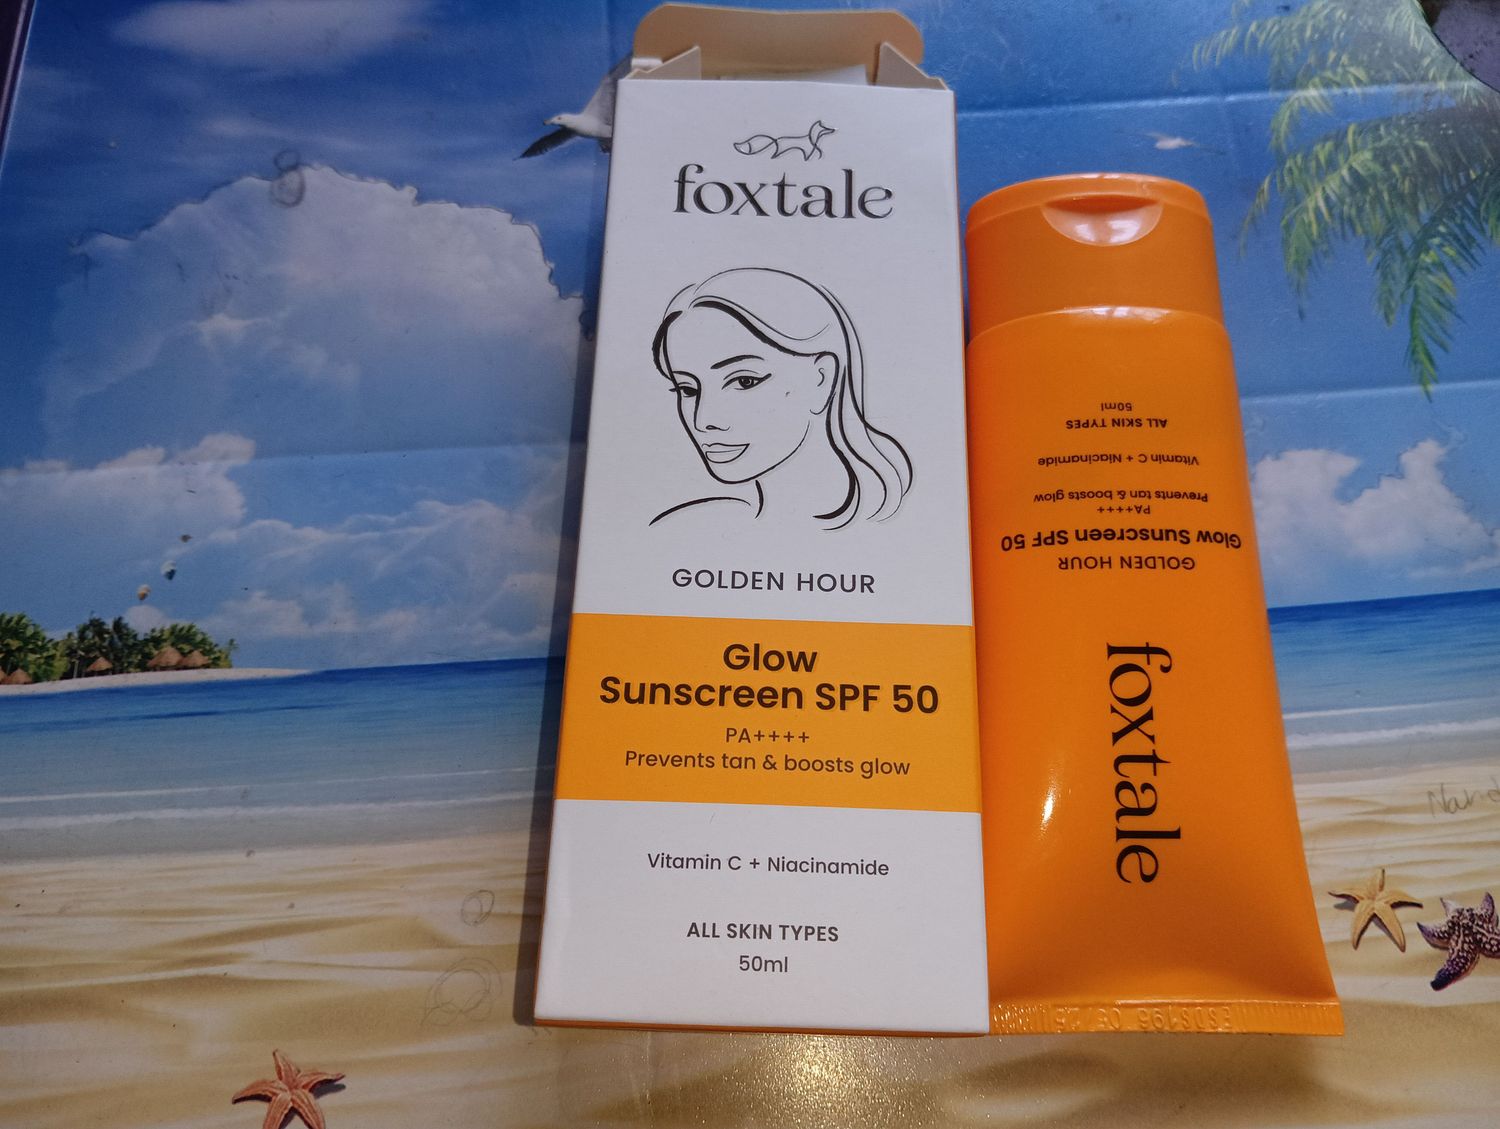 foxtale
GOLDEN HOUR
Glow
Sunscreen SPF 50
PA++++
Prevents tan & boosts glow
Vitamin C + Niacinamide
ALL SKIN TYPES
50ml
foxtale
GOLDEN HOUR
Glow Sunscreen SPF 50
PA++++
Prevents tan & boosts glow
Vitamin C + Niacinamide
ALL SKIN TYPES
50ml